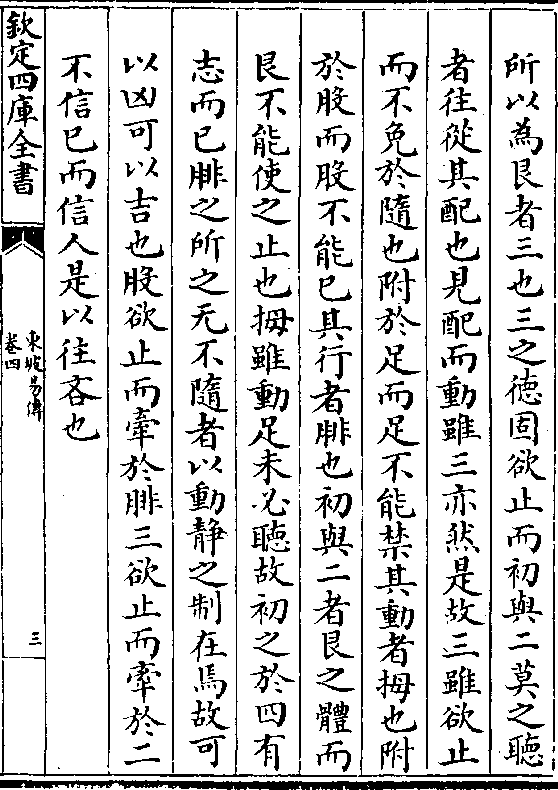 所以為艮者三也三之徳固欲止而初與二莫之聽
者往從其配也見配而動雖三亦然是故三雖欲止
而不免於隨也附於足而足不能禁其動者拇也附
於股而股不能已其行者腓也初與二者艮之體而
艮不能使之止也拇雖動足未必聽故初之於四有
志而已腓之所之无不隨者以動靜之制在焉故可
以凶可以吉也股欲止而牽於腓三欲止而牽於二
不信已而信人是以往吝也
欽定四庫全書
東坡易傳
卷四
三